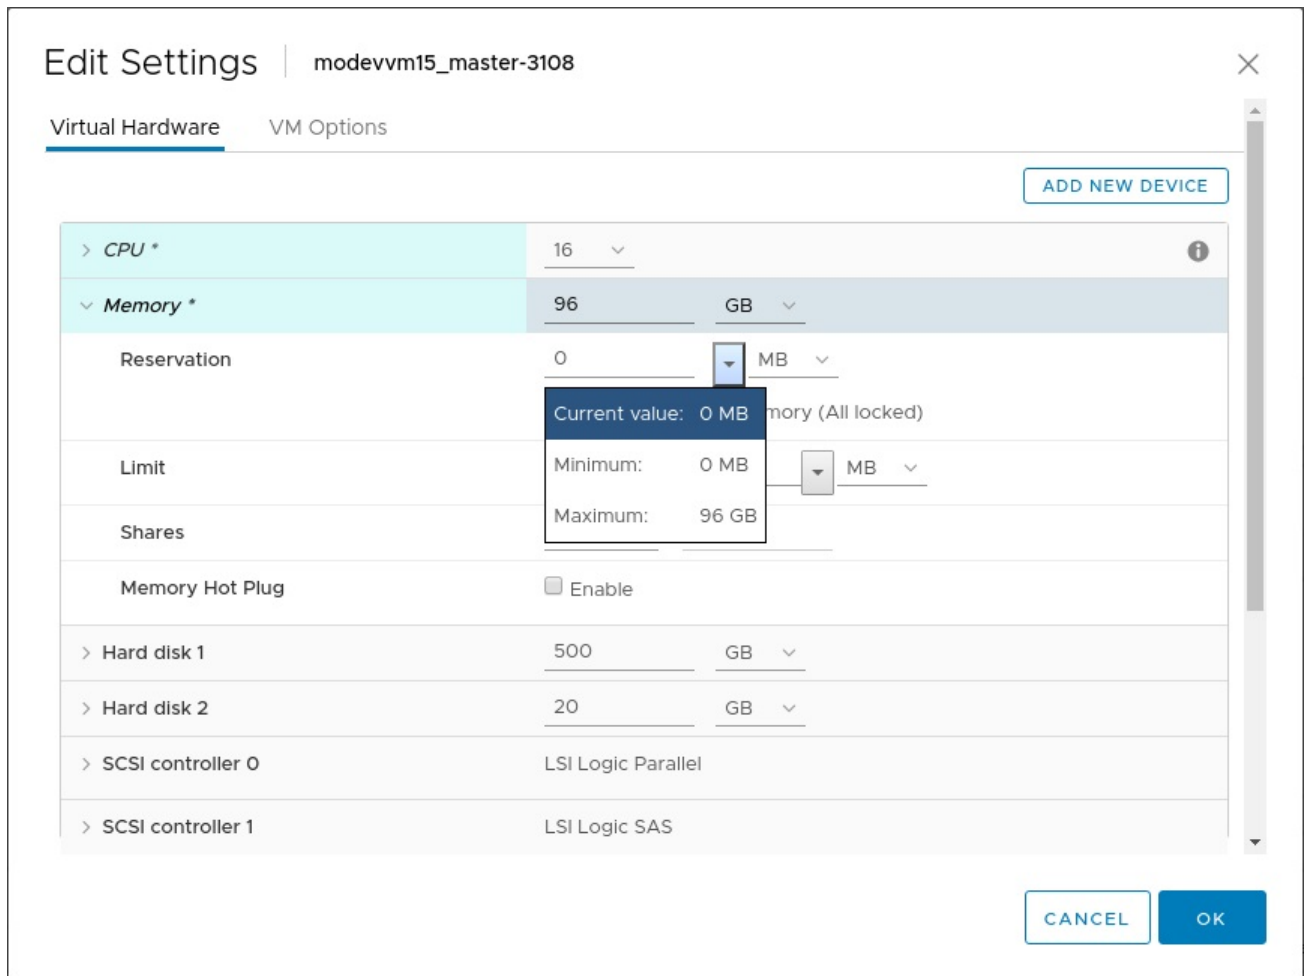 Edit Settings modevvm15_master-3108
Virtual Hardware VM Options
ADD NEW DEVICE
CPU * 16
Memory * 96 GB
Reservation 0 MB
Current value: 0 MB mory (All locked)
Minimum: 0 MB
Limit MB
Maximum: 96 GB
Shares
Memory Hot Plug Enable
Hard disk 1 500 GB
Hard disk 2 20 GB
SCSI controller 0 LSI Logic Parallel
SCSI controller 1 LSI Logic SAS
CANCEL OK